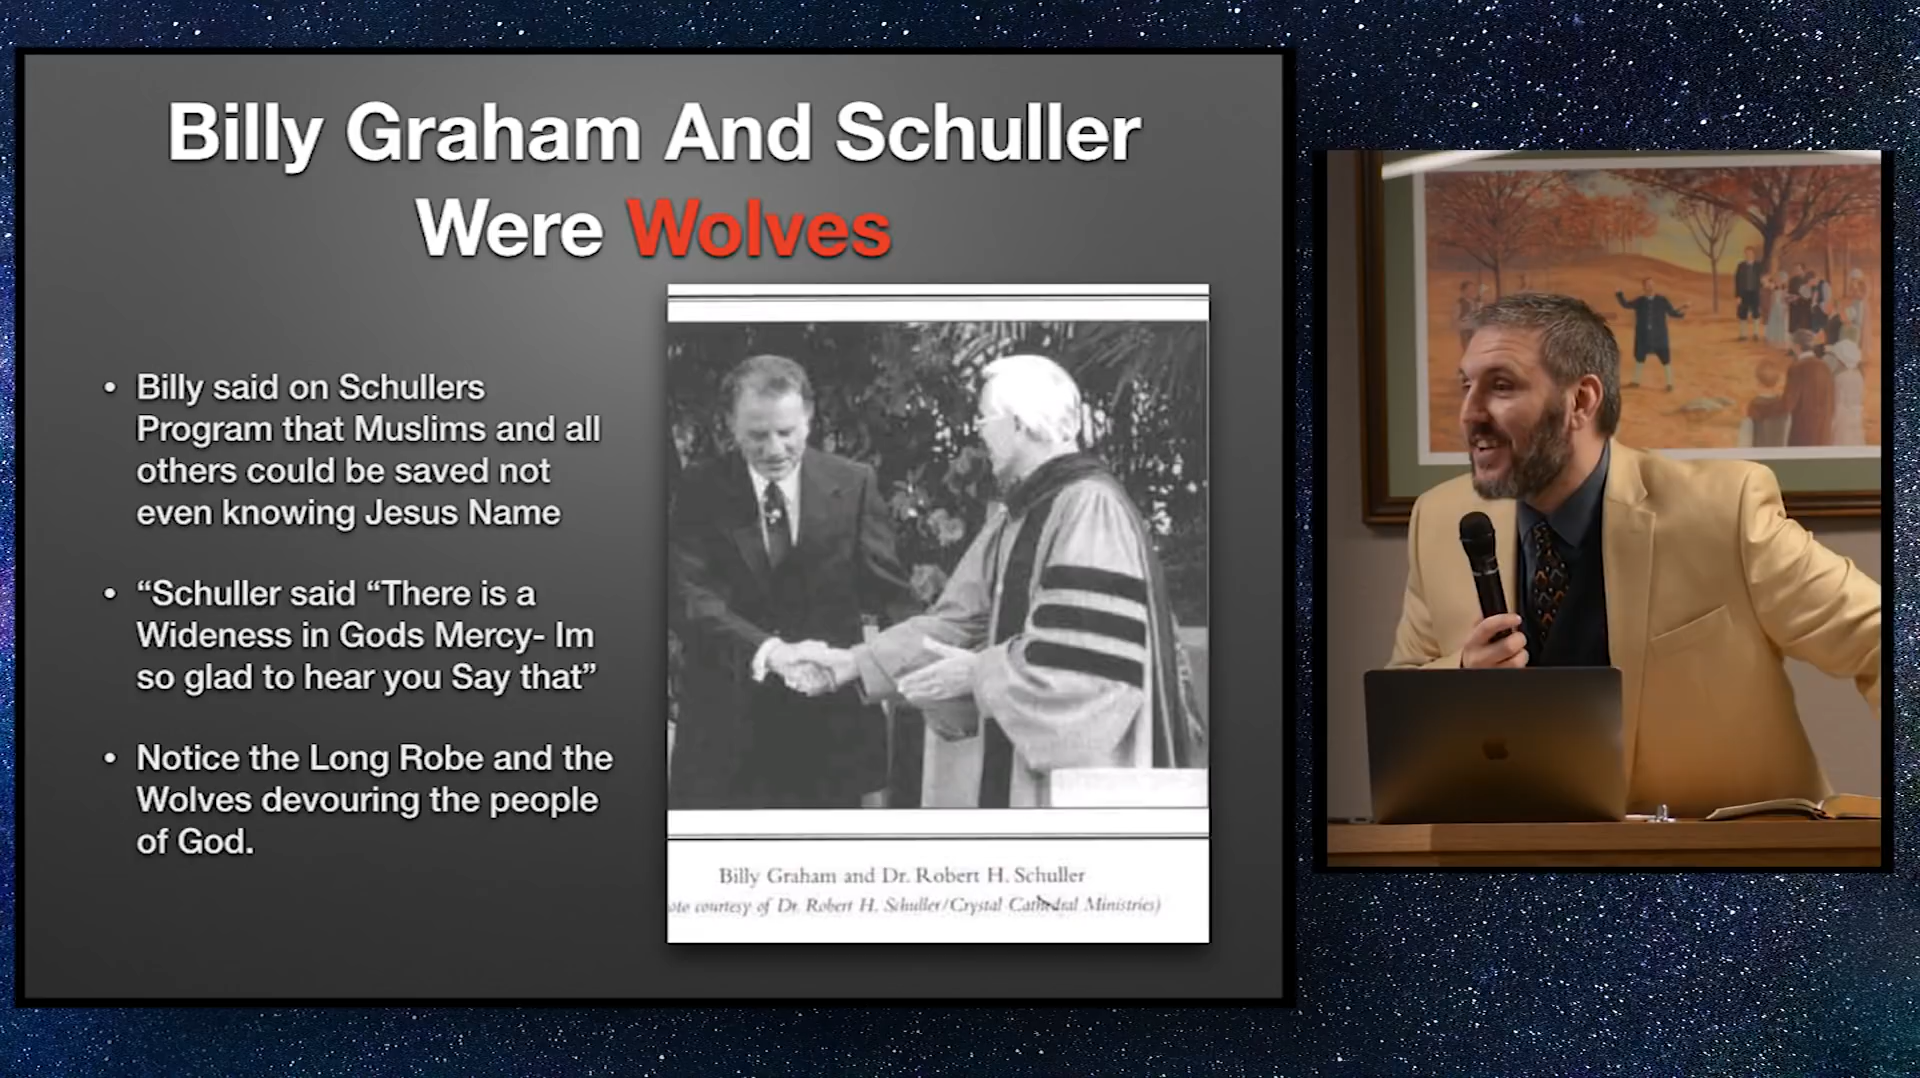 Billy Graham And Schuller
Were Wolves
• Billy said on Schullers
Program that Muslims and all
others could be saved not
even knowing Jesus Name
• “Schuller said “There is a
Wideness in Gods Mercy- Im
so glad to hear you Say that”
• Notice the Long Robe and the
Wolves devouring the people
of God.
Billy Graham and Dr. Robert H. Schuller
oto courtesy of Dr. Robert H. Schuller/Crystal Cathedral Ministries)